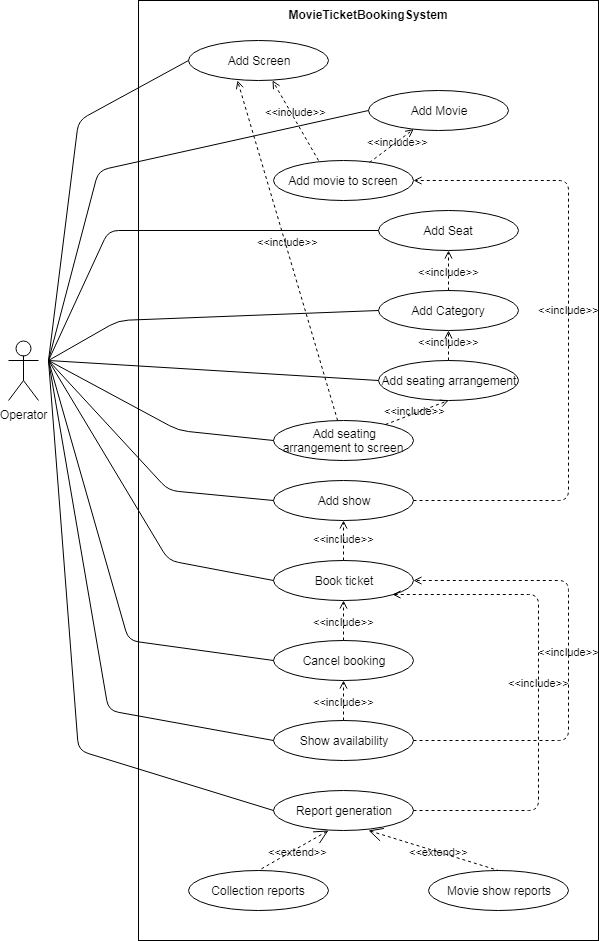 MovieTicketBookingSystem
Add Screen
<<include>>
Add Movie
<<include>>
Add movie to screen
Add Seat
<<include>>
<<include>>
Add Category
<<include>>
<<include>>
Add seating arrangement
Operator
<<include>>
Add seating
arrangement to screen
Add show
<<include>>
Book ticket
<<include>>
Cancel booking
<<include>>
<<include>>
<<include>>
Show availability
Report generation
<<extend>>
<<extend>>
Collection reports
Movie show reports